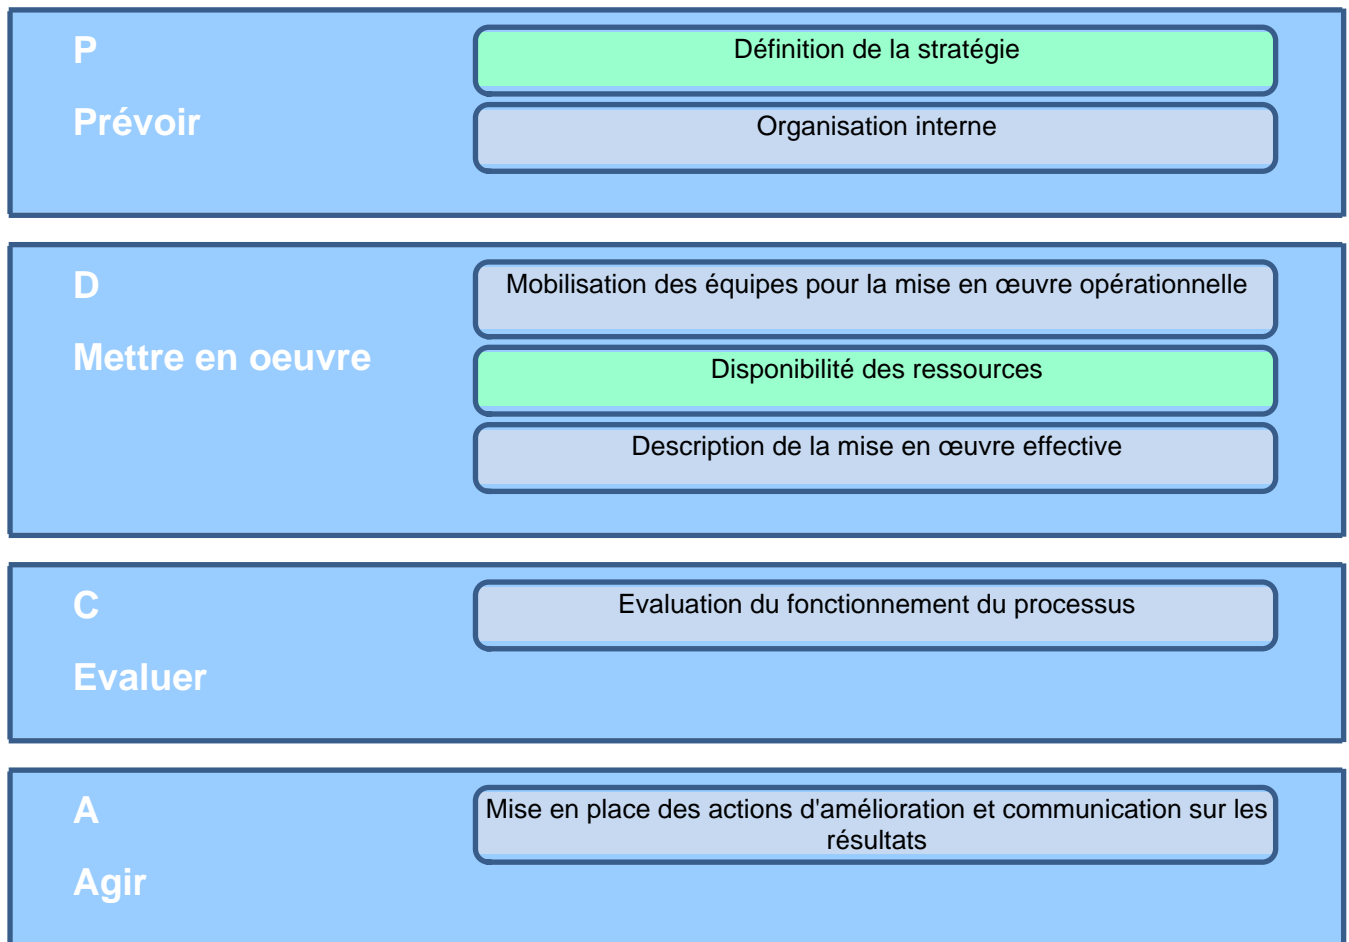 P
Définition de la stratégie
Prévoir
Organisation interne
D
Mobilisation des équipes pour la mise en œuvre opérationnelle
Mettre en oeuvre
Disponibilité des ressources
Description de la mise en œuvre effective
C
Evaluation du fonctionnement du processus
Evaluer
A
Mise en place des actions d'amélioration et communication sur les
résultats
Agir